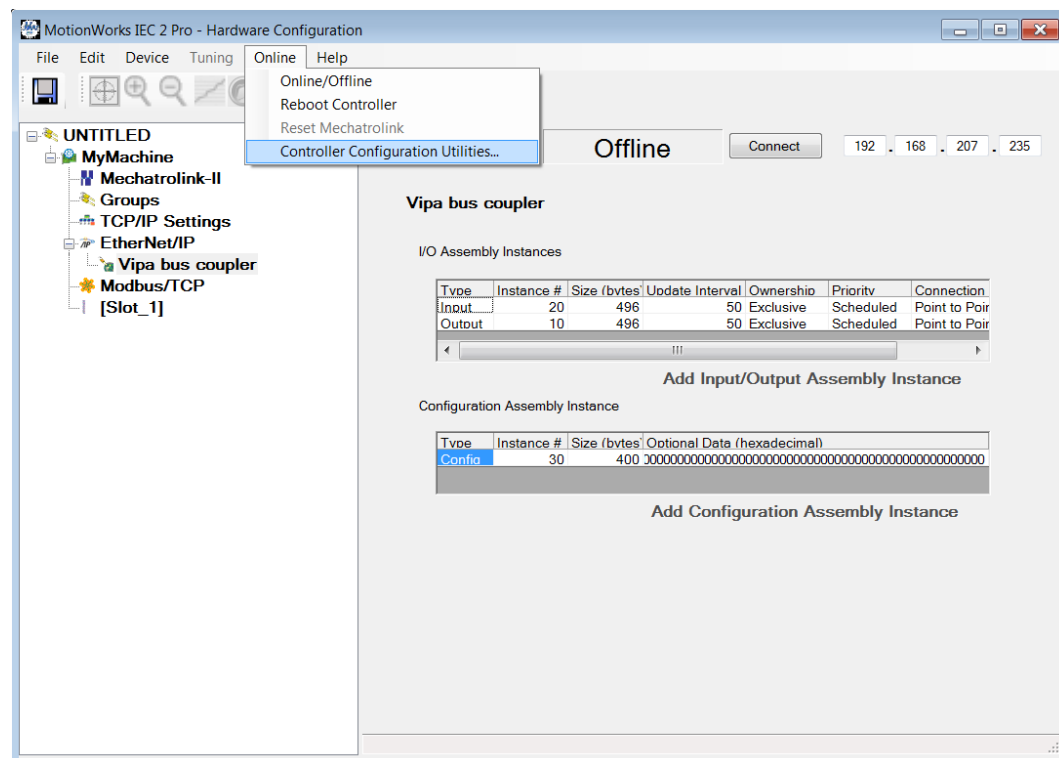 MotionWorks IEC 2 Pro - Hardware Configuration
File Edit Device Tuning Online Help
Online/Offline
Reboot Controller
Reset Mechatrolink
Controller Configuration Utilities...
UNTITLED
MyMachine
Mechatrolink-II
Groups
TCP/IP Settings
EtherNet/IP
Vipa bus coupler
Modbus/TCP
[Slot_1]
Offline Connect 192 . 168 . 207 . 235
Vipa bus coupler
I/O Assembly Instances
Type Instance # Size (bytes) Update Interval Ownership Priority Connection
Input 20 496 50 Exclusive Scheduled Point to Poin
Output 10 496 50 Exclusive Scheduled Point to Poin
Add Input/Output Assembly Instance
Configuration Assembly Instance
Type Instance # Size (bytes) Optional Data (hexadecimal)
Config 30 400
Add Configuration Assembly Instance